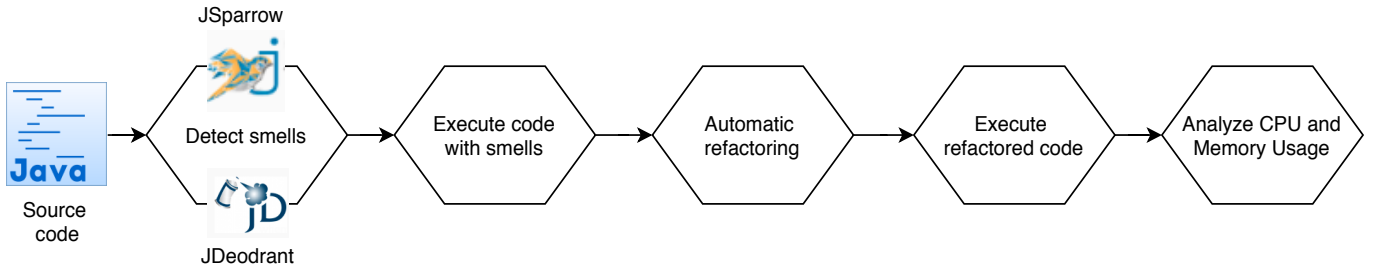 JSparrow
j
Java
Source
code
Detect smells
JD
JDeodrant
Execute code
with smells
Automatic
refactoring
Execute
refactored code
Analyze CPU and
Memory Usage